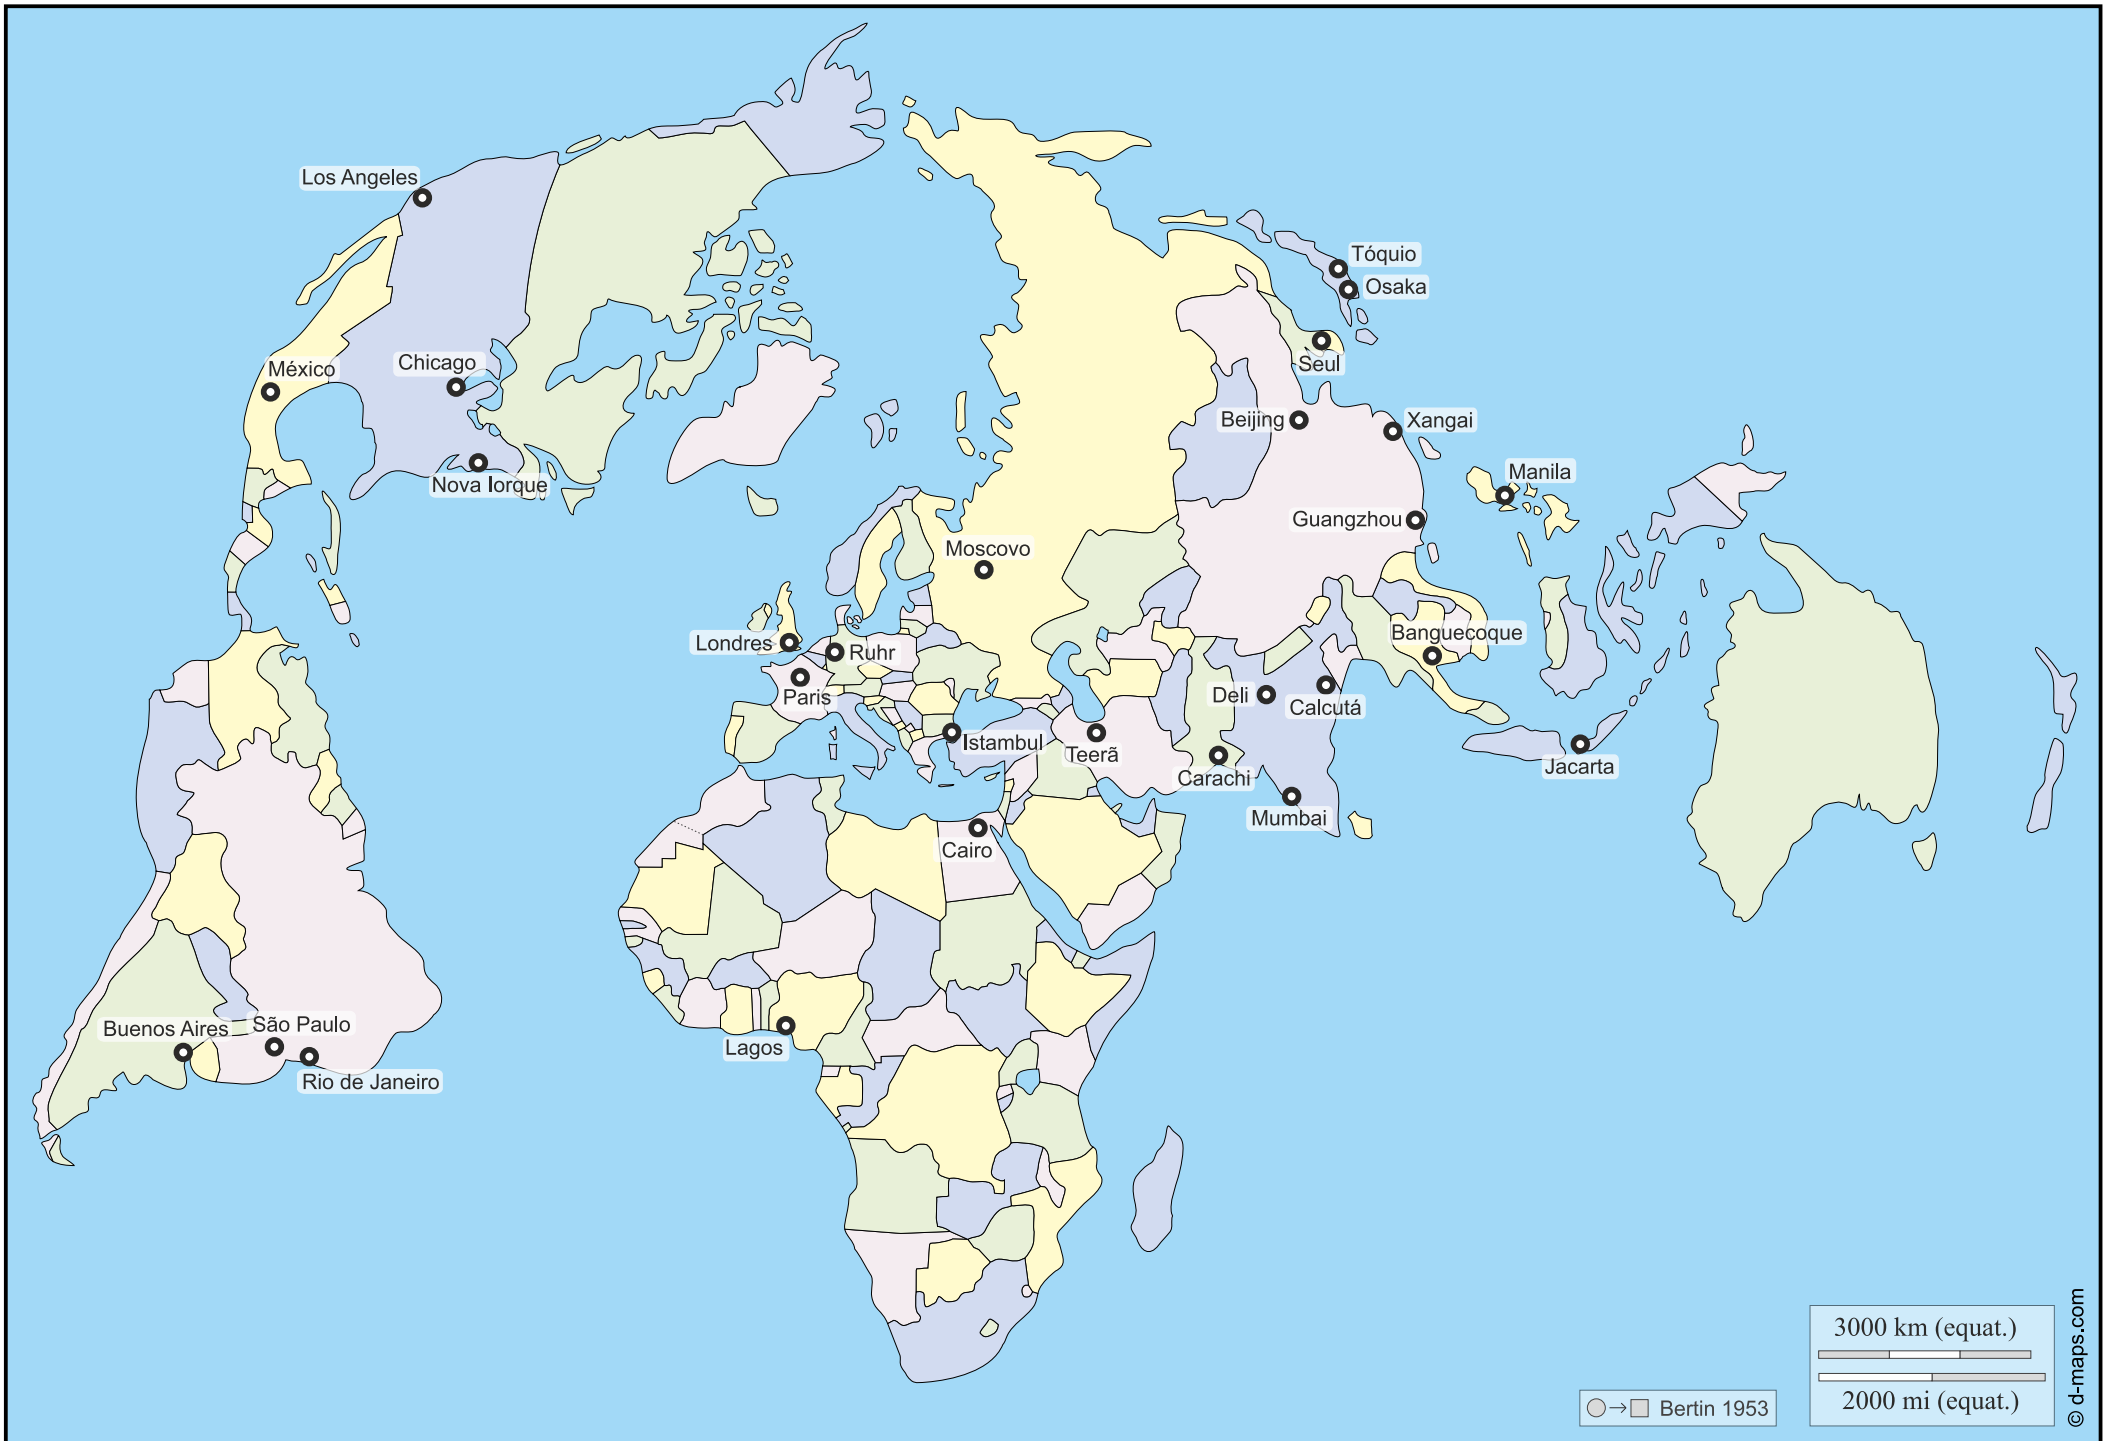 Los Angeles
Tóquio
Osaka
Seul
México
Chicago
Beijing
Xangai
Nova Iorque
Manila
Guangzhou
Moscovo
Londres
Ruhr
Banguecoque
Paris
Deli
Calcutá
Istambul
Teerã
Carachi
Jacarta
Mumbai
Cairo
Buenos Aires
São Paulo
Lagos
Rio de Janeiro
3000 km (equat.)
2000 mi (equat.)
Bertin 1953
© d-maps.com